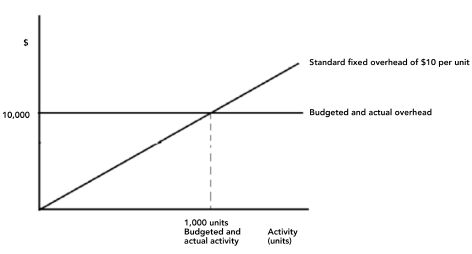 $
Standard fixed overhead of $10 per unit
10,000
Budgeted and actual overhead
1,000 units
Budgeted and
actual activity
Activity
(units)